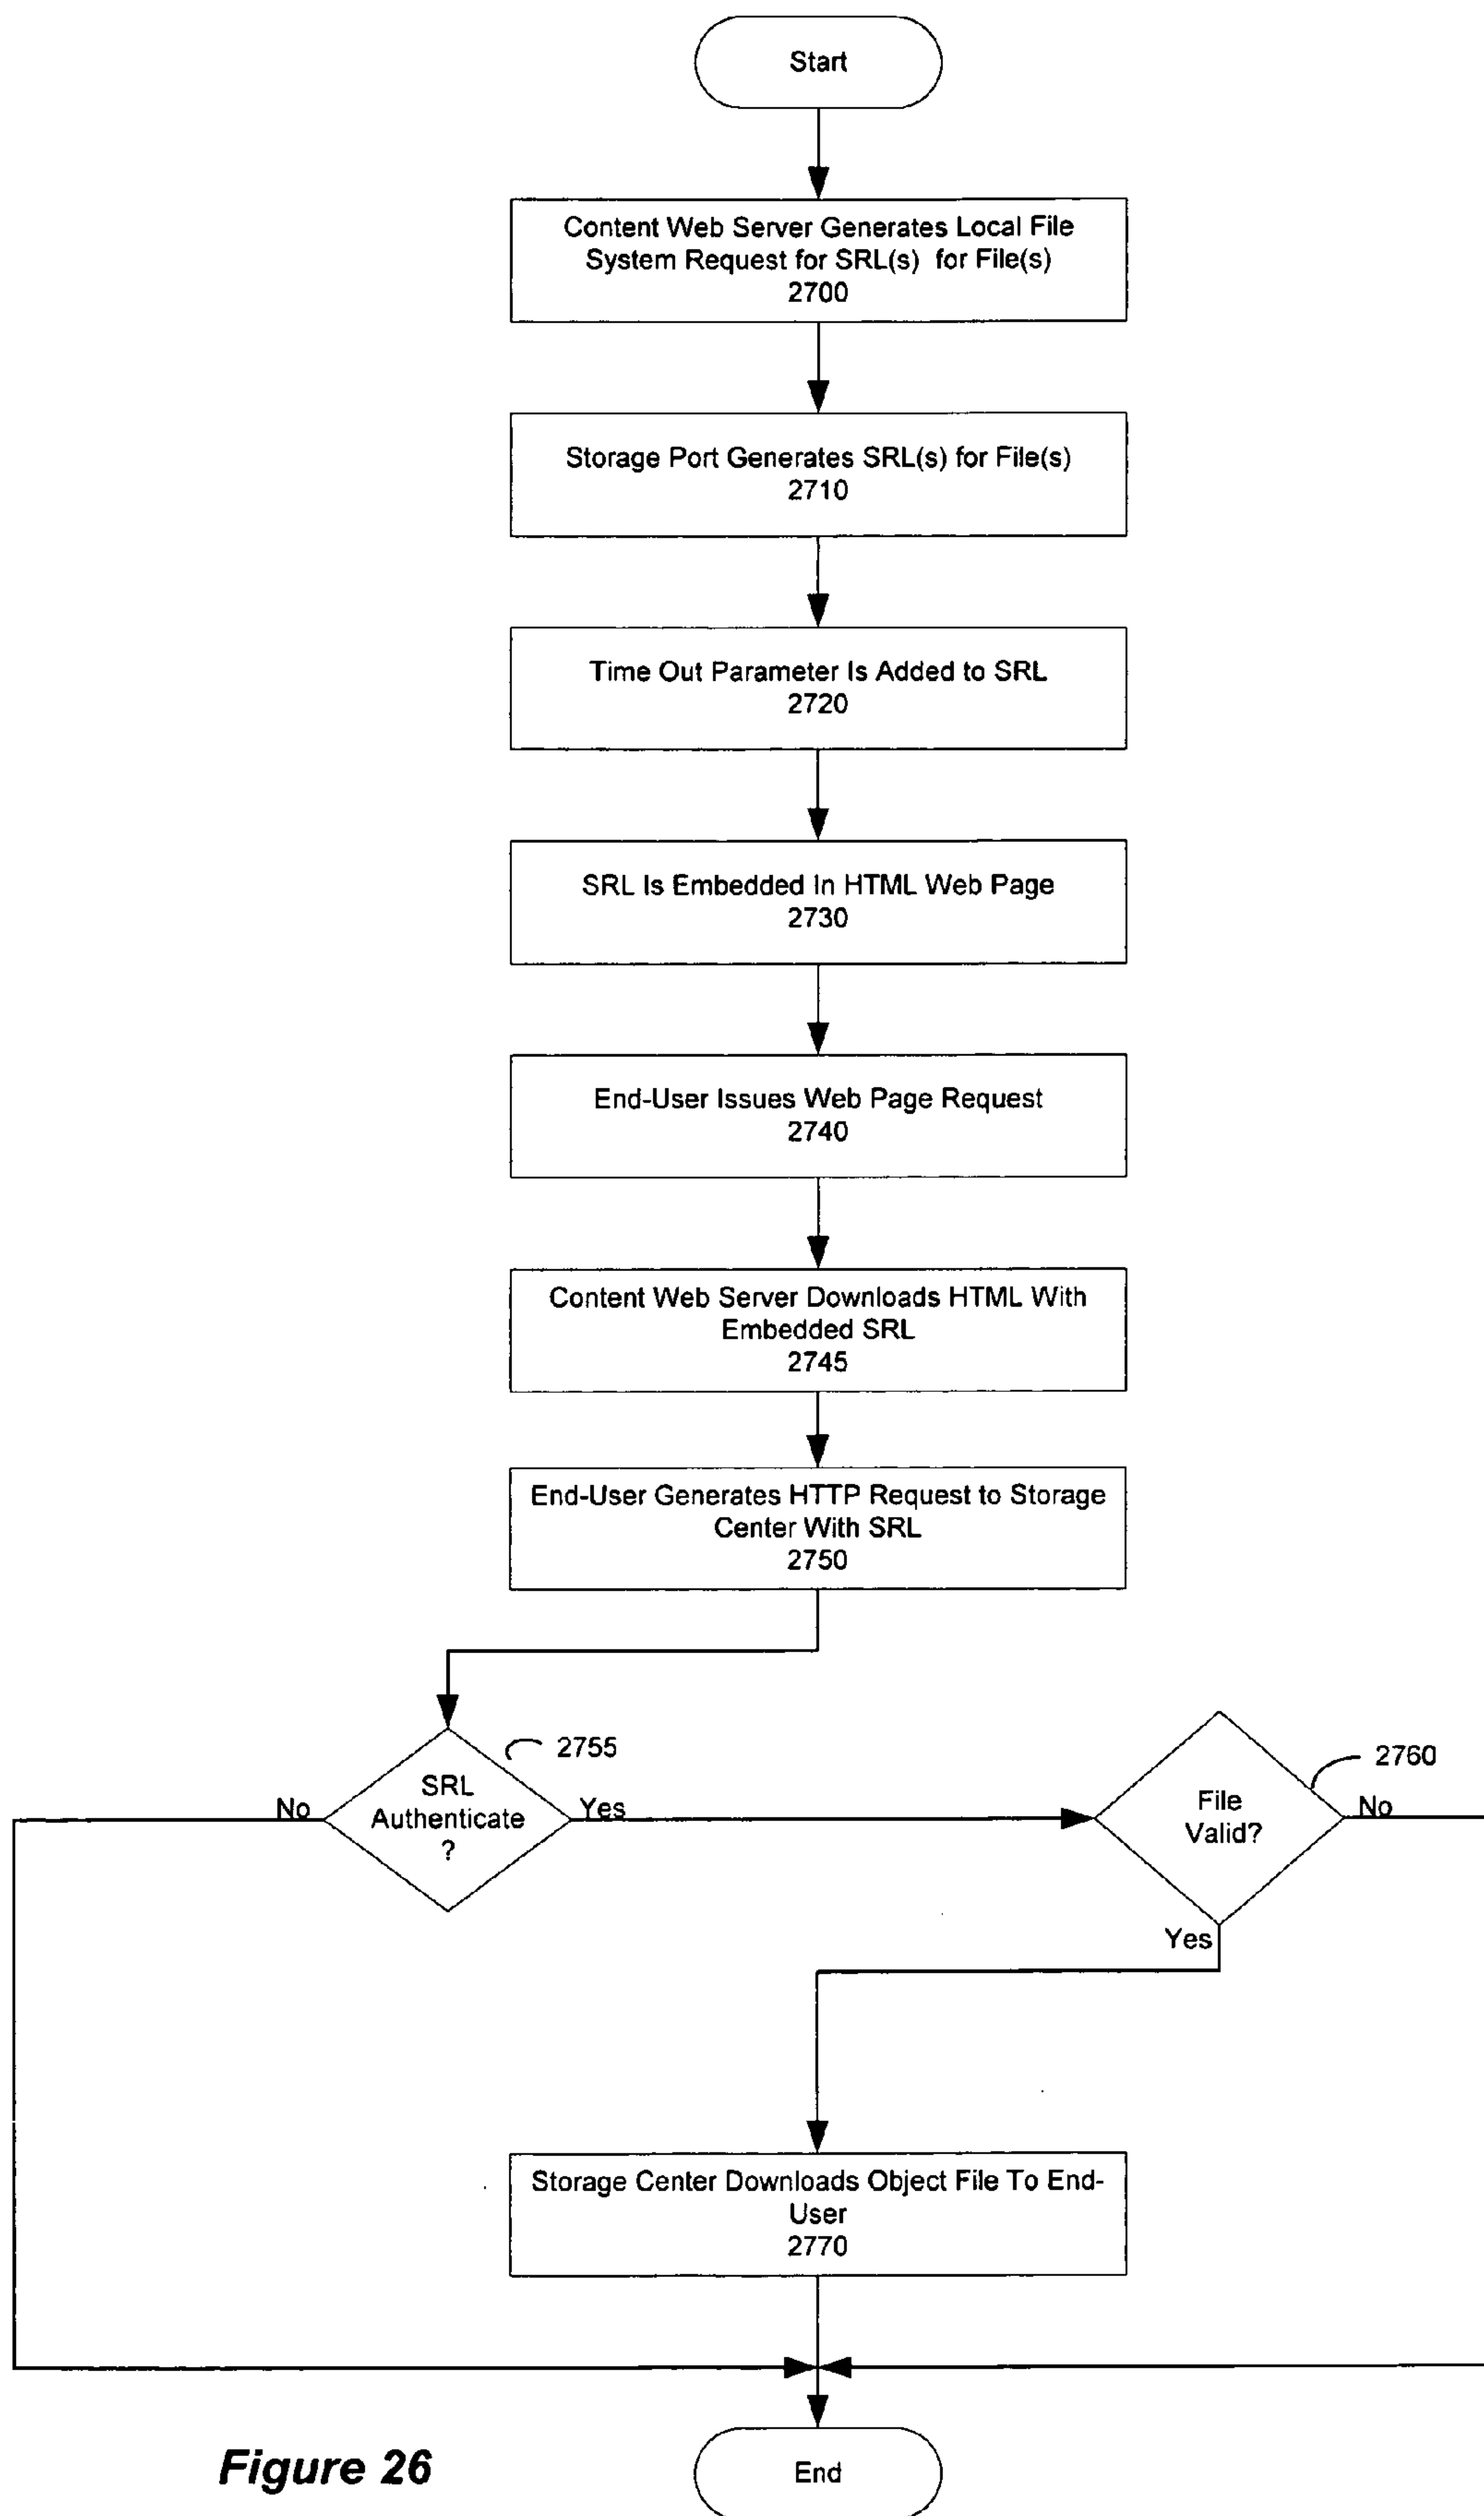 Start
Content Web Server Generates Local File
System Request for SRL(s) for File(s)
2700
Storage Port Generates SRL(s) for File(s)
2710
Time Out Parameter Is Added to SRL
2720
SRL Is Embedded In HTML Web Page
2730
End-User Issues Web Page Request
2740
Content Web Server Downloads HTML With
Embedded SRL
2745
End-User Generates HTTP Request to Storage
Center With SRL
2750
2755
SRL
Authenticate
?
No
Yes
2760
File
Valid?
No
Yes
Storage Center Downloads Object File To End-
User
2770
End
Figure 26